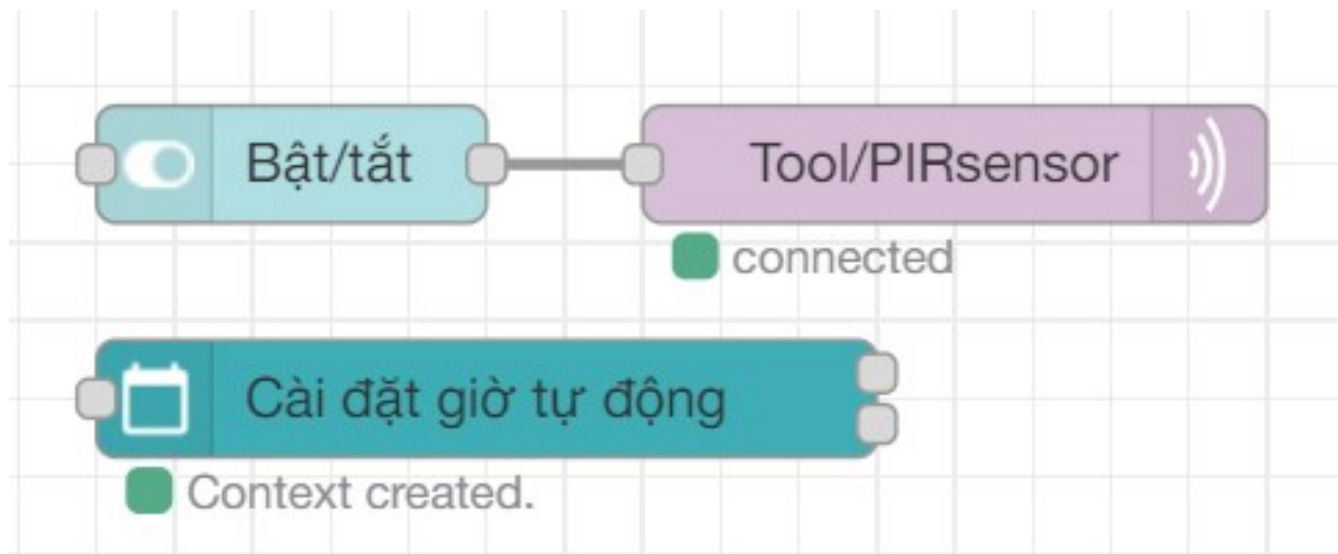 Bật/tắt
Tool/PIRsensor
connected
Cài đặt giờ tự động
Context created.